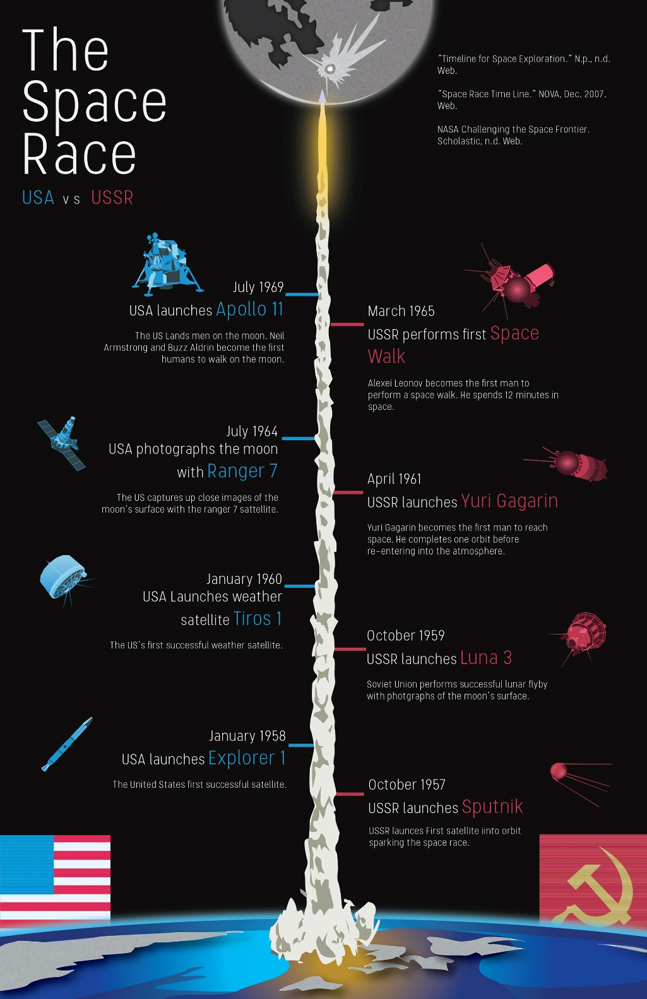 The
Space
Race
USA vs USSR
"Timeline for Space Exploration." N.p., n.d.
Web.
"Space Race Time Line." NOVA, Dec. 2007.
Web.
NASA Challenging the Space Frontier.
Scholastic, n.d. Web.
July 1969
USA launches Apollo 11
The US Lands men on the moon. Neil
Armstrong and Buzz Aldrin become the first
humans to walk on the moon.
March 1965
USSR performs first Space
Walk
Alexei Leonov becomes the first man to
perform a space walk. He spends 12 minutes in
space.
July 1964
USA photographs the moon
with Ranger 7
The US captures up close images of the
moon's surface with the ranger 7 sattellite.
April 1961
USSR launches Yuri Gagarin
Yuri Gagarin becomes the first man to reach
space. He completes one orbit before
re-entering into the atmosphere.
January 1960
USA Launches weather
satellite Tiros 1
The US's first successful weather satellite.
October 1959
USSR launches Luna 3
Soviet Union performs successful lunar flyby
with photgraphs of the moon's surface.
January 1958
USA launches Explorer 1
The United States first successful satellite.
October 1957
USSR launches Sputnik
USSR launces First satellite iinto orbit
sparking the space race.